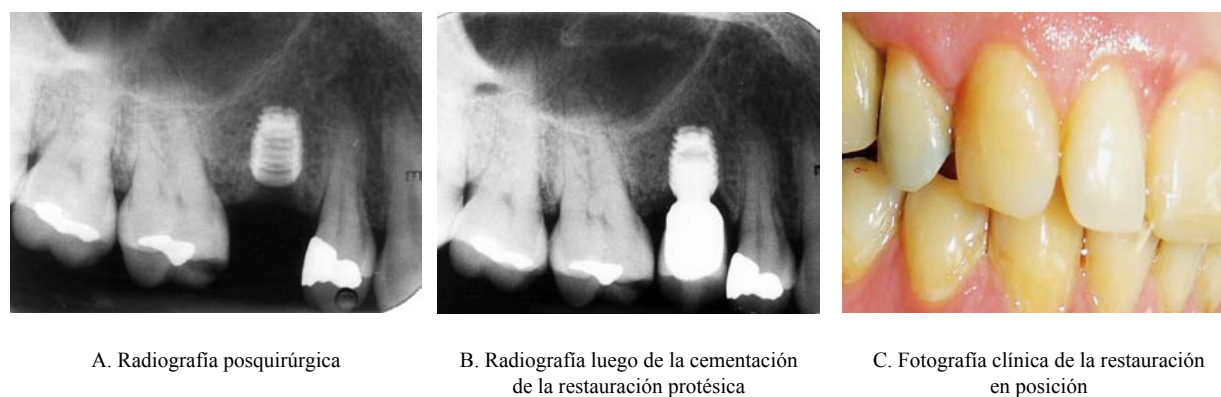 A. Radiografía posquirúrgica
B. Radiografía luego de la cementación
de la restauración protésica
C. Fotografía clínica de la restauración
en posición